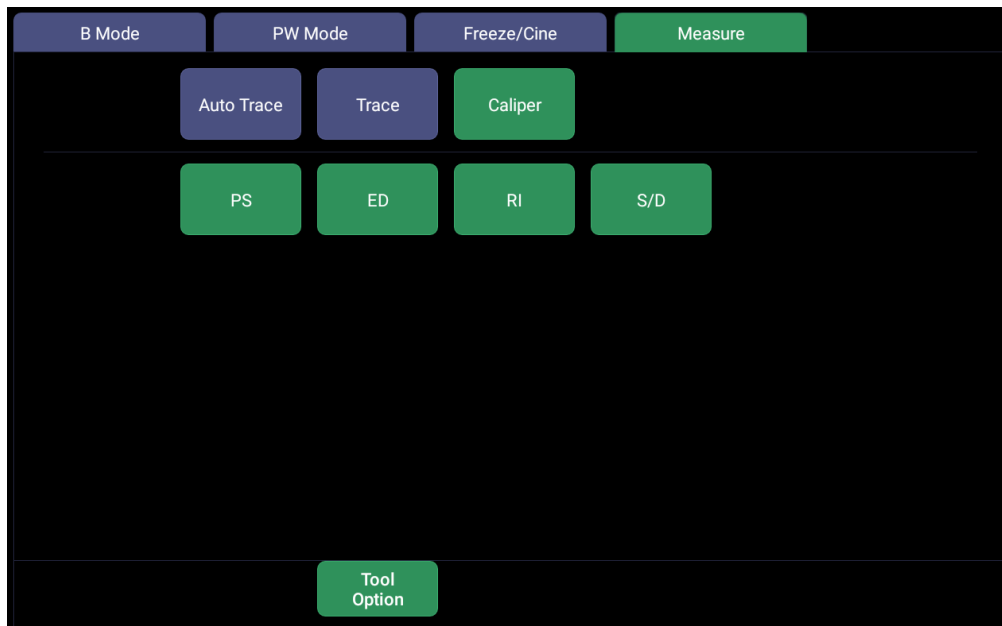 B Mode PW Mode Freeze/Cine Measure
Auto Trace Trace Caliper
PS ED RI S/D
Tool
Option